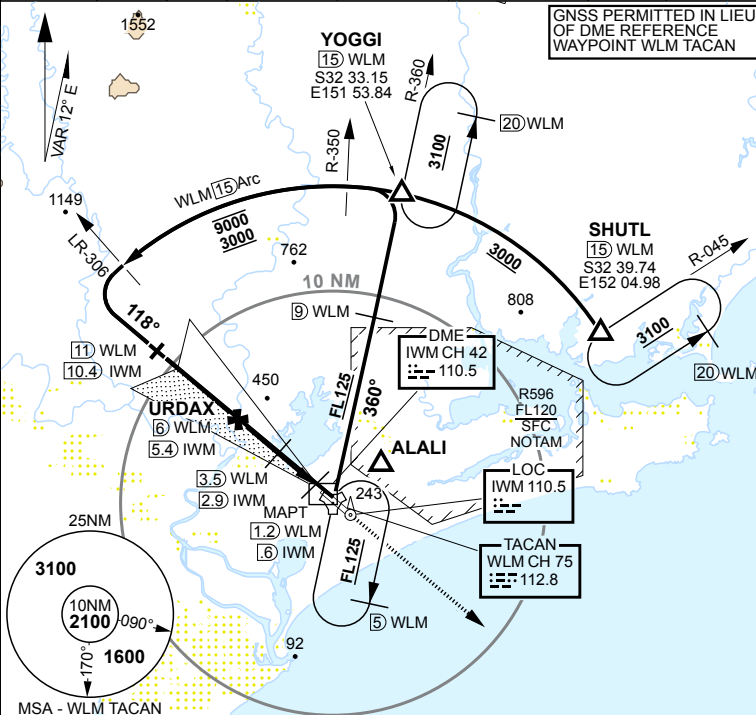 GNSS PERMITTED IN LIEU
OF DME REFERENCE
WAYPOINT WLM TACAN
1552
VAR 12° E
YOGGI
15 WLM
S32 33.15
E151 53.84
R-360
20 WLM
3100
R-350
WLM 15 Arc
9000
3000
1149
LR-306
762
3000
SHUTL
15 WLM
S32 39.74
E152 04.98
R-045
3100
20 WLM
808
10 NM
9 WLM
118°
11 WLM
10.4 IWM
DME
IWM CH 42
110.5
450
FL125
360°
R596
FL120
SFC
NOTAM
URDAX
6 WLM
5.4 IWM
ALALI
3.5 WLM
2.9 IWM
LOC
IWM 110.5
243
MAPT
1.2 WLM
.6 IWM
TACAN
WLM CH 75
112.8
FL125
5 WLM
25NM
3100
10NM
2100
090°
170°
1600
92
MSA - WLM TACAN